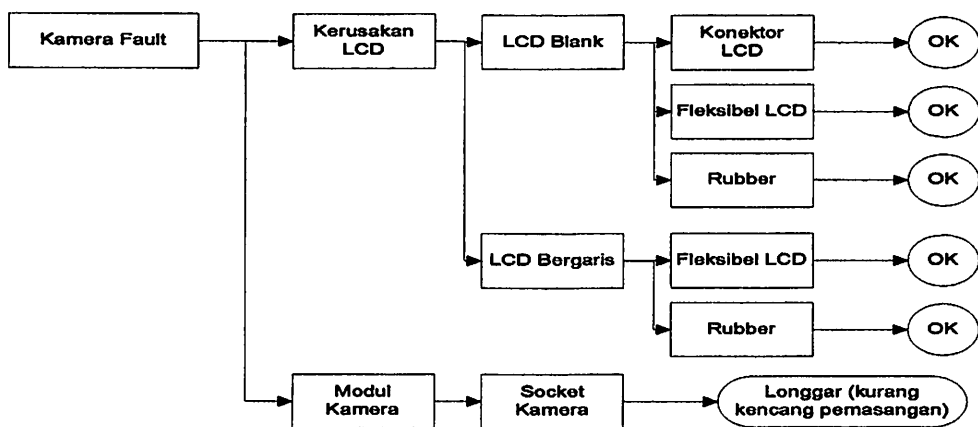 Kamera Fault
Kerusakan
LCD
LCD Blank
Konektor
LCD
OK
Fleksibel LCD
OK
Rubber
OK
LCD Bergaris
Fleksibel LCD
OK
Rubber
OK
Modul
Kamera
Socket
Kamera
Longgar (kurang
kencang pemasangan)